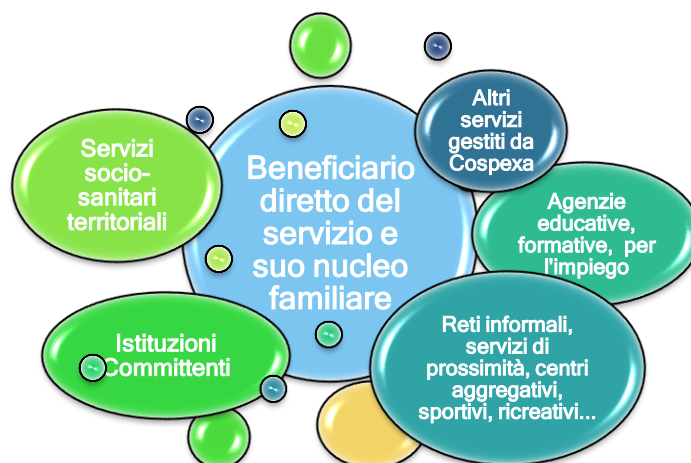 Servizi
socio-
sanitari
territoriali
Beneficiario
diretto del
servizio e
suo nucleo
familiare
Altri
servizi
gestiti da
Cospexa
Agenzie
educative,
formative, per
l'impiego
Istituzioni
Committenti
Reti informali,
servizi di
prossimità, centri
aggregativi,
sportivi, ricreativi...